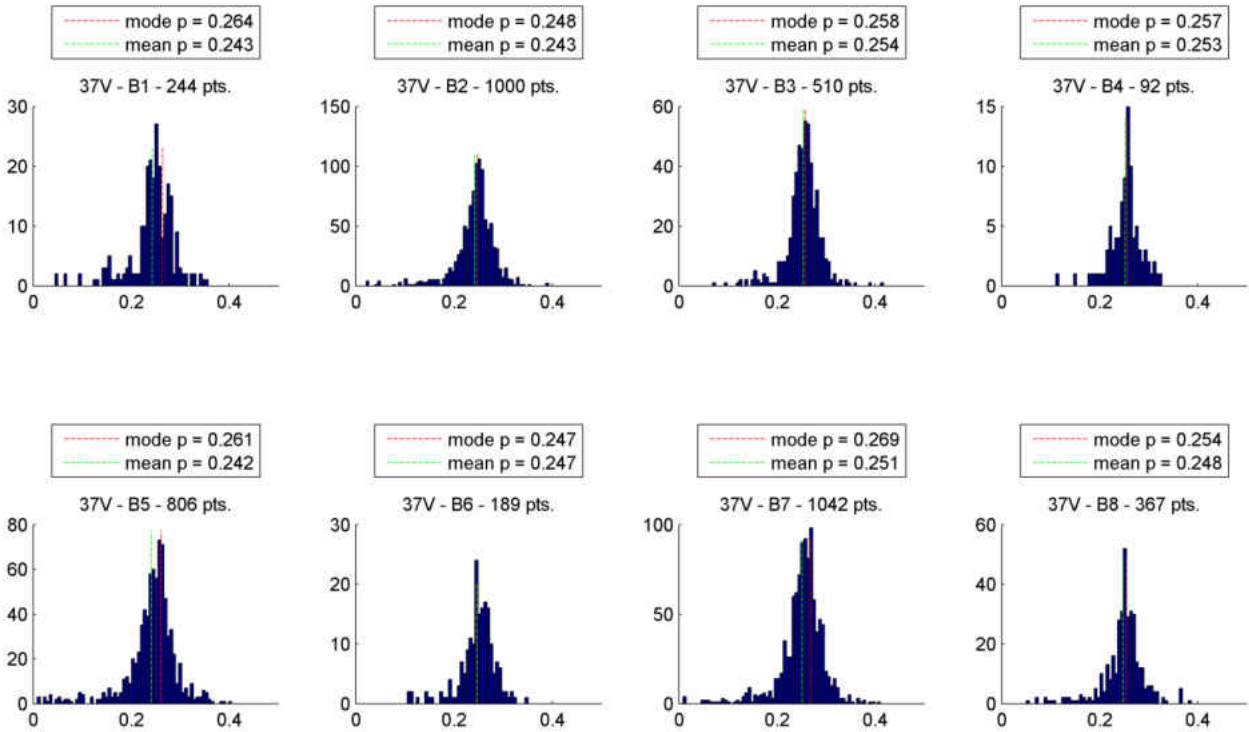 mode p = 0.264
mean p = 0.243
37V - B1 - 244 pts.
30
20
10
0
0 0.2 0.4
mode p = 0.248
mean p = 0.243
37V - B2 - 1000 pts.
150
100
50
0
0 0.2 0.4
mode p = 0.258
mean p = 0.254
37V - B3 - 510 pts.
60
40
20
0
0 0.2 0.4
mode p = 0.257
mean p = 0.253
37V - B4 - 92 pts.
15
10
5
0
0 0.2 0.4
mode p = 0.261
mean p = 0.242
37V - B5 - 806 pts.
80
60
40
20
0
0 0.2 0.4
mode p = 0.247
mean p = 0.247
37V - B6 - 189 pts.
30
20
10
0
0 0.2 0.4
mode p = 0.269
mean p = 0.251
37V - B7 - 1042 pts.
100
50
0
0 0.2 0.4
mode p = 0.254
mean p = 0.248
37V - B8 - 367 pts.
60
40
20
0
0 0.2 0.4